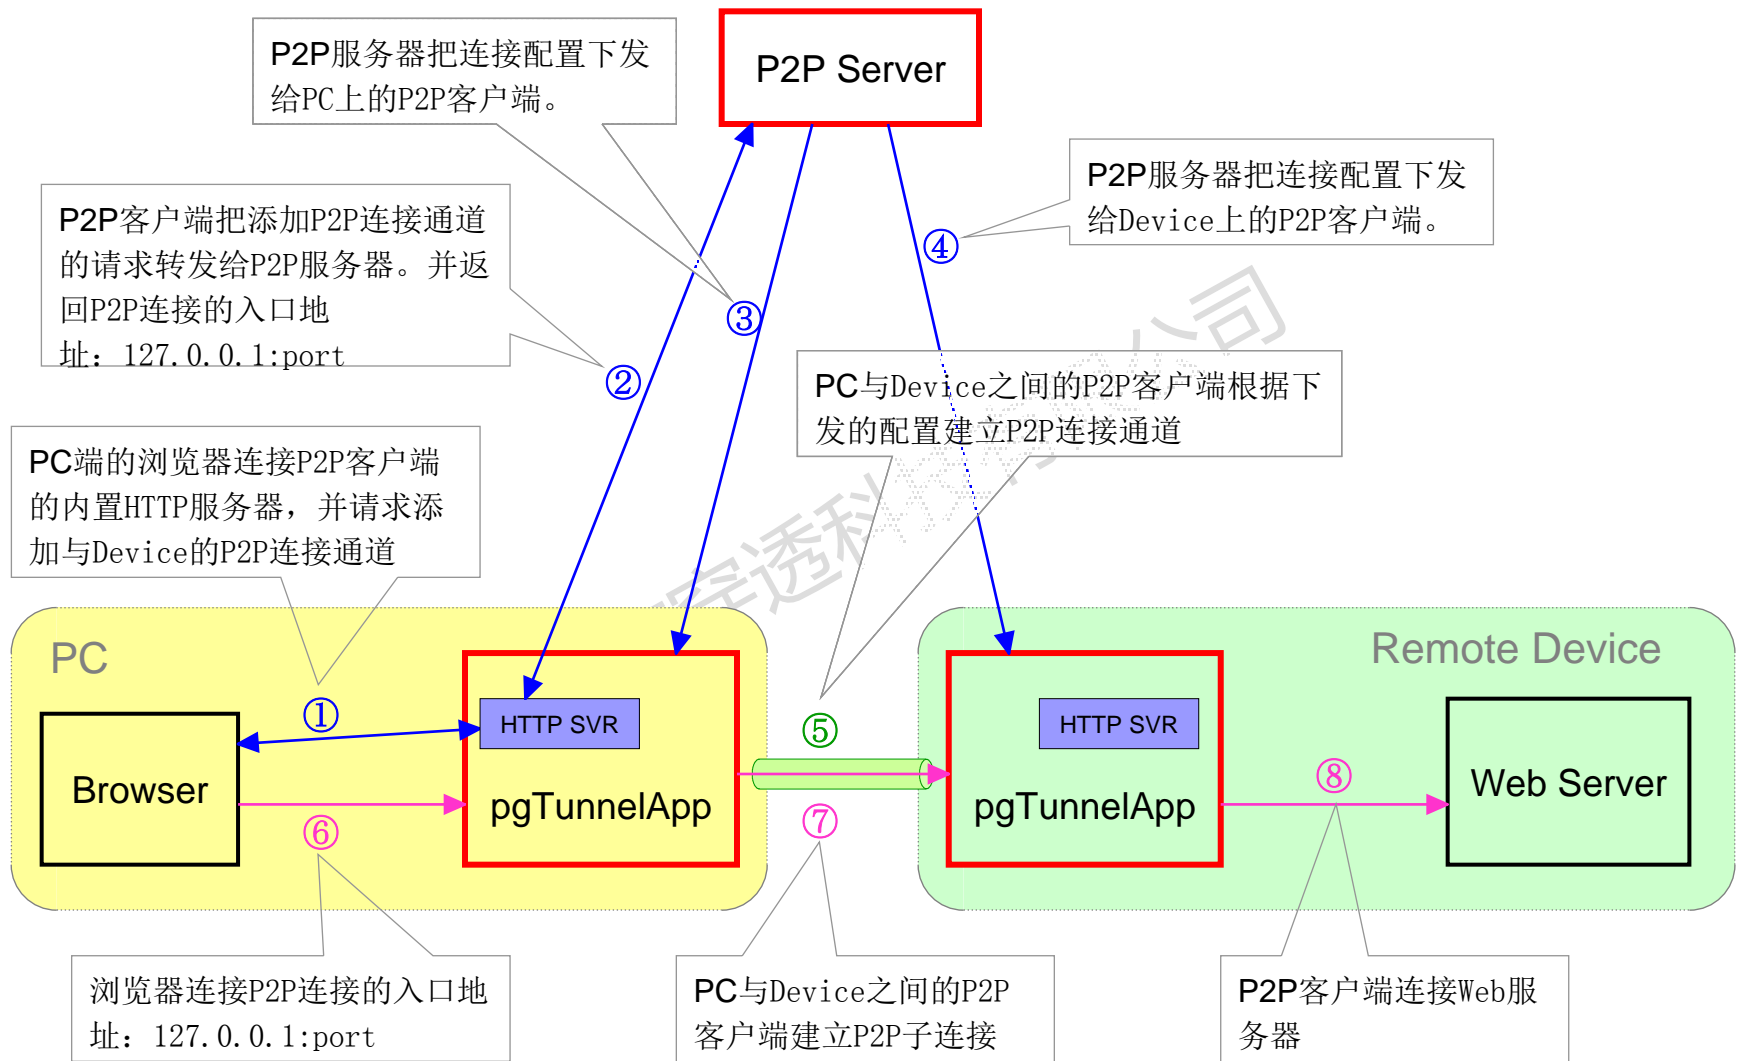 P2P服务器把连接配置下发
给PC上的P2P客户端。
P2P Server
P2P服务器把连接配置下发
给Device上的P2P客户端。
P2P客户端把添加P2P连接通道
的请求转发给P2P服务器。并返
回P2P连接的入口地
址：127.0.0.1:port
④
③
②
PC与Device之间的P2P客户端根据下
发的配置建立P2P连接通道
PC端的浏览器连接P2P客户端
的内置HTTP服务器，并请求添
加与Device的P2P连接通道
穿透科技有限公司
PC
Remote Device
①
HTTP SVR
⑤
HTTP SVR
Browser
pgTunnelApp
pgTunnelApp
⑧
Web Server
⑥
⑦
浏览器连接P2P连接的入口地
址：127.0.0.1:port
PC与Device之间的P2P
客户端建立P2P子连接
P2P客户端连接Web服
务器